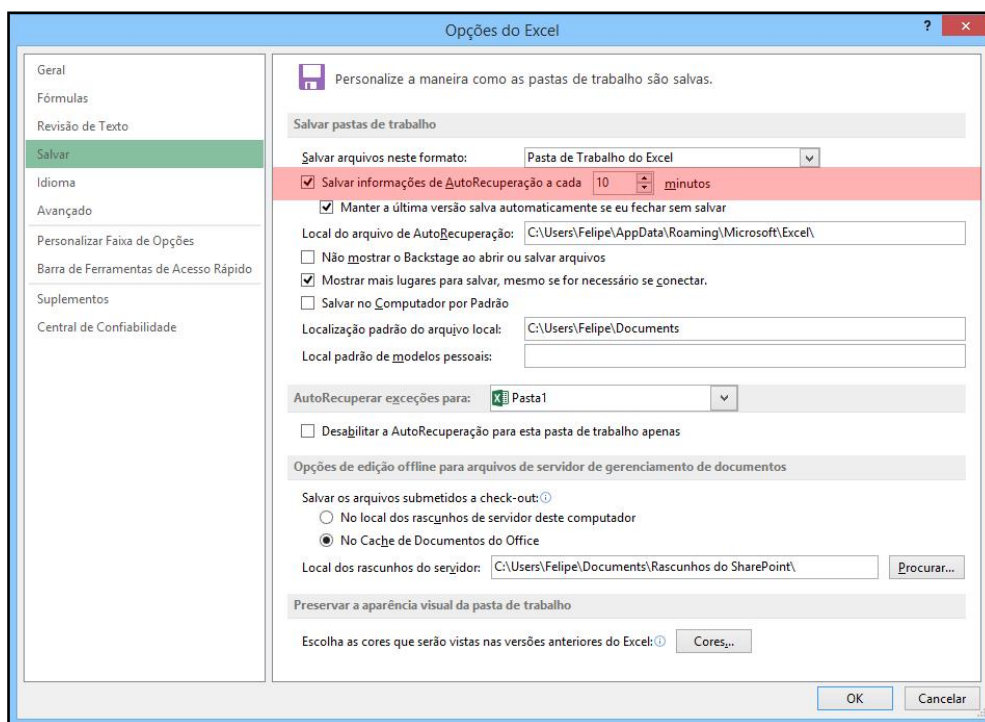 Opções do Excel
?
Geral
Fórmulas
Revisão de Texto
Salvar
Idioma
Avançado
Personalizar Faixa de Opções
Barra de Ferramentas de Acesso Rápido
Suplementos
Central de Confiabilidade
Personalize a maneira como as pastas de trabalho são salvas.
Salvar pastas de trabalho
Salvar arquivos neste formato: Pasta de Trabalho do Excel
Salvar informações de AutoRecuperação a cada 10 minutos
Manter a última versão salva automaticamente se eu fechar sem salvar
Local do arquivo de AutoRecuperação: C:\Users\Felipe\AppData\Roaming\Microsoft\Excel\
Não mostrar o Backstage ao abrir ou salvar arquivos
Mostrar mais lugares para salvar, mesmo se for necessário se conectar.
Salvar no Computador por Padrão
Localização padrão do arquivo local: C:\Users\Felipe\Documents
Local padrão de modelos pessoais:
AutoRecuperar exceções para: Pasta1
Desabilitar a AutoRecuperação para esta pasta de trabalho apenas
Opções de edição offline para arquivos de servidor de gerenciamento de documentos
Salvar os arquivos submetidos a check-out:
No local dos rascunhos de servidor deste computador
No Cache de Documentos do Office
Local dos rascunhos do servidor: C:\Users\Felipe\Documents\Rascunhos do SharePoint\ Procurar...
Preservar a aparência visual da pasta de trabalho
Escolha as cores que serão vistas nas versões anteriores do Excel: Cores...
OK Cancelar